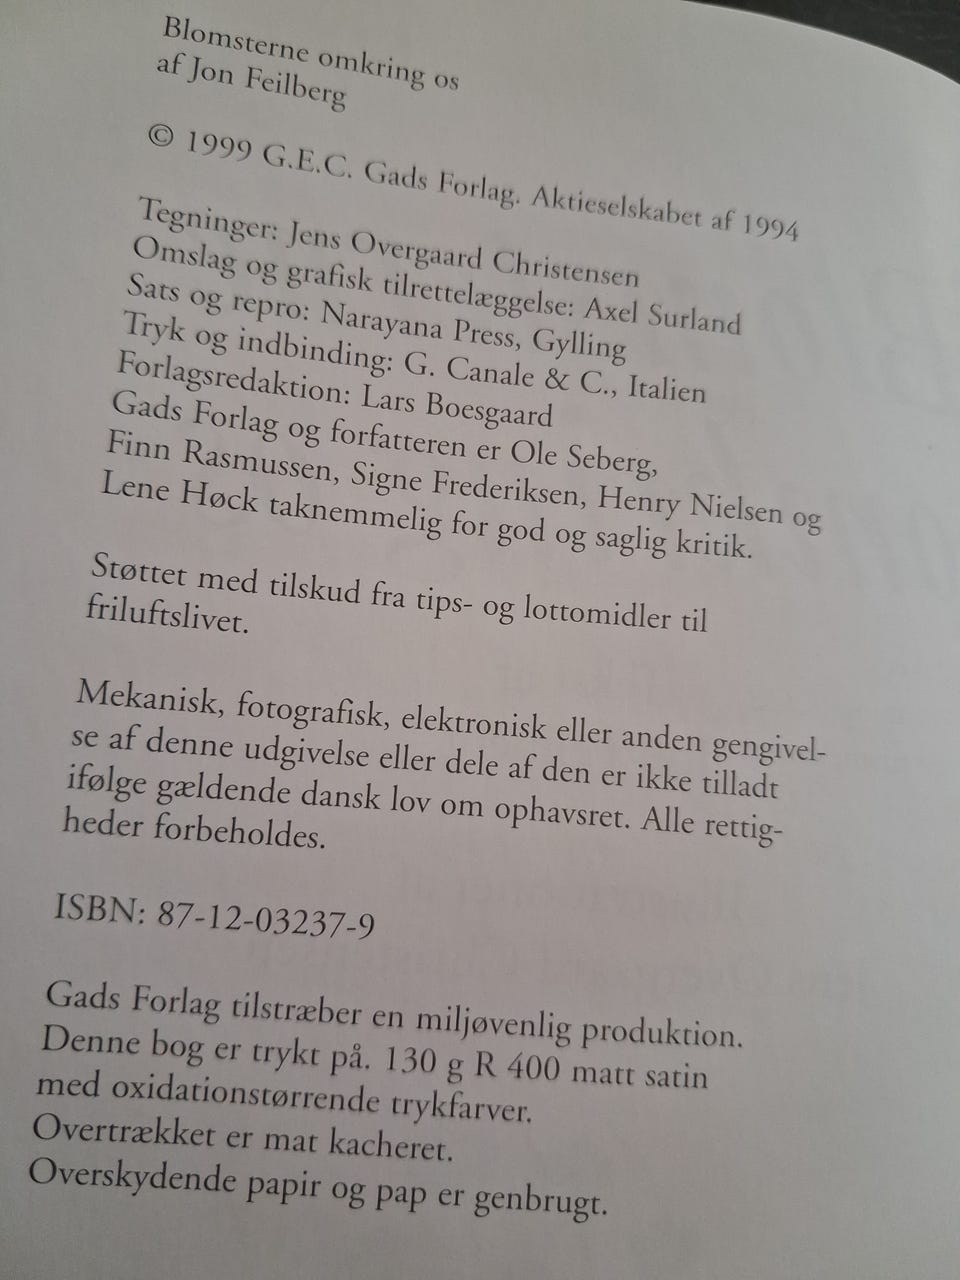 Blomsterne omkring os
af Jon Feilberg
© 1999 G.E.C. Gads Forlag. Aktieselskabet af 1994
Tegninger: Jens Overgaard Christensen
Omslag og grafisk tilrettelæggelse: Axel Surland
Sats og repro: Narayana Press, Gylling
Tryk og indbinding: G. Canale & C., Italien
Forlagsredaktion: Lars Boesgaard
Gads Forlag og forfatteren er Ole Seberg,
Finn Rasmussen, Signe Frederiksen, Henry Nielsen og
Lene Høck taknemmelig for god og saglig kritik.
Støttet med tilskud fra tips- og lottomidler til
friluftslivet.
Mekanisk, fotografisk, elektronisk eller anden gengivel-
se af denne udgivelse eller dele af den er ikke tilladt
ifølge gældende dansk lov om ophavsret. Alle rettig-
heder forbeholdes.
ISBN: 87-12-03237-9
Gads Forlag tilstræber en miljøvenlig produktion.
Denne bog er trykt på. 130 g R 400 matt satin
med oxidationstørrende trykfarver.
Overtrækket er mat kacheret.
Overskydende papir og pap er genbrugt.